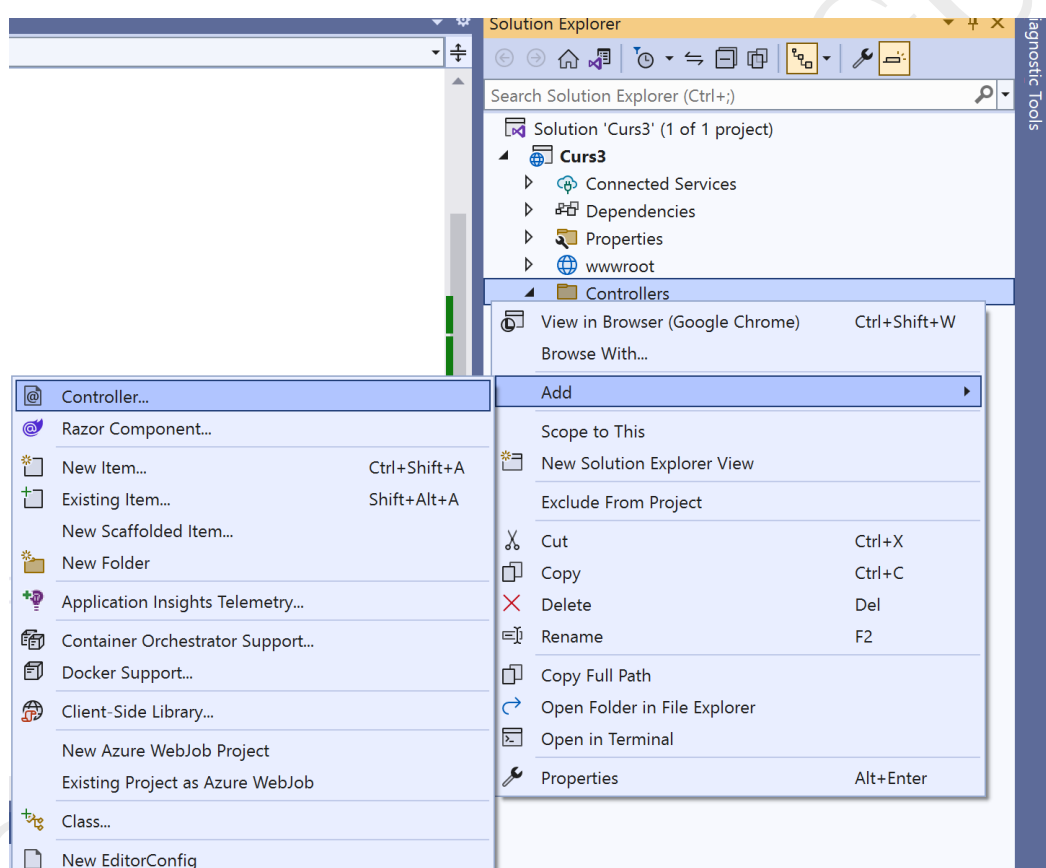 Solution Explorer
Search Solution Explorer (Ctrl+;)
Solution 'Curs3' (1 of 1 project)
Curs3
Connected Services
Dependencies
Properties
wwwroot
Controllers
View in Browser (Google Chrome) Ctrl+Shift+W
Browse With...
Add
Scope to This
New Solution Explorer View
Exclude From Project
Cut Ctrl+X
Copy Ctrl+C
Delete Del
Rename F2
Copy Full Path
Open Folder in File Explorer
Open in Terminal
Properties Alt+Enter
Controller...
Razor Component...
New Item... Ctrl+Shift+A
Existing Item... Shift+Alt+A
New Scaffolded Item...
New Folder
Application Insights Telemetry...
Container Orchestrator Support...
Docker Support...
Client-Side Library...
New Azure WebJob Project
Existing Project as Azure WebJob
Class...
New EditorConfig
Tools